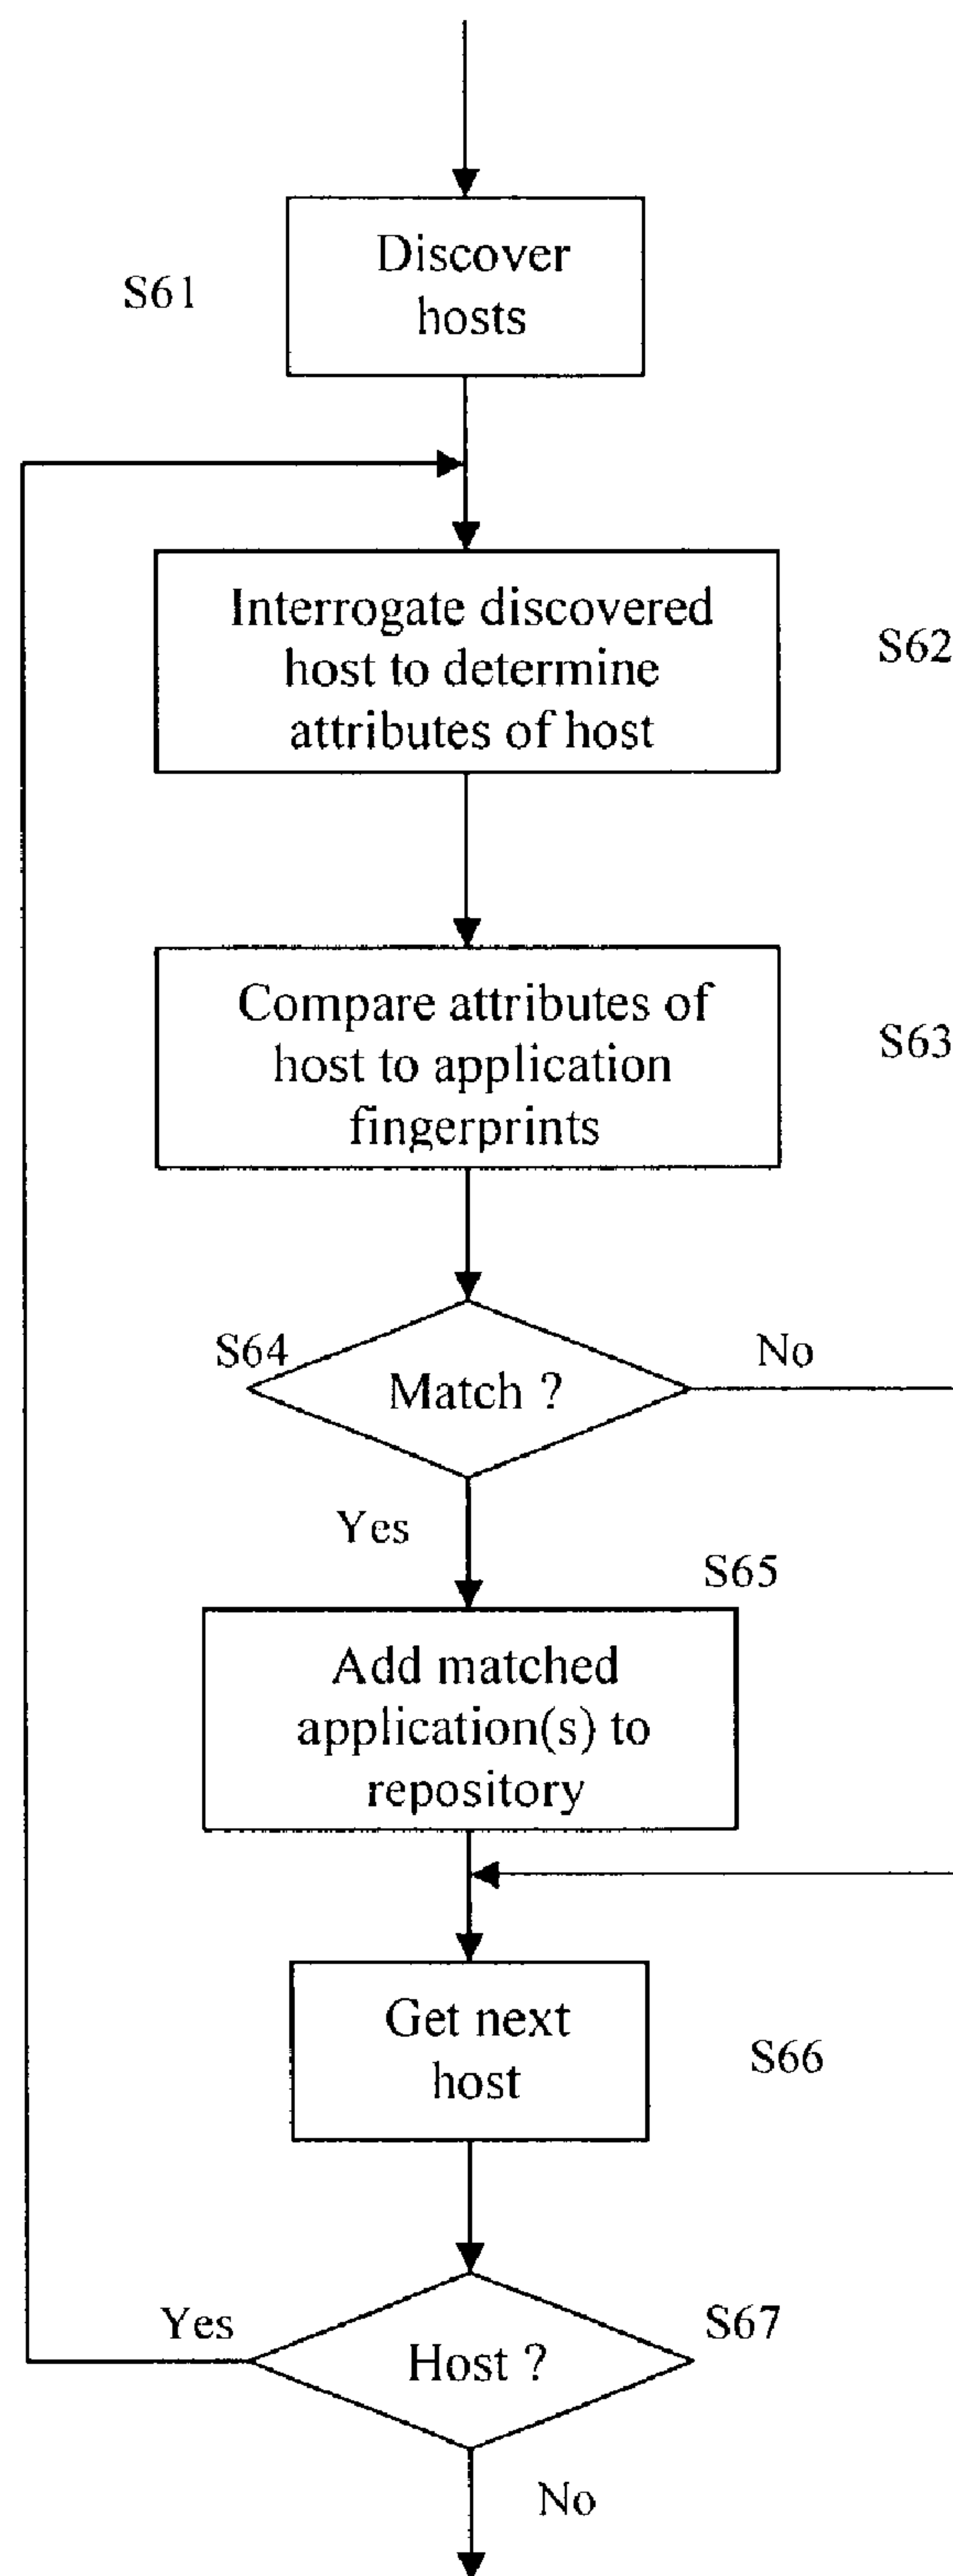 Discover
hosts
S61
Interrogate discovered
host to determine
attributes of host
S62
Compare attributes of
host to application
fingerprints
S63
S64
Match ?
No
Yes
S65
Add matched
application(s) to
repository
Get next
host
S66
Yes
Host ?
S67
No